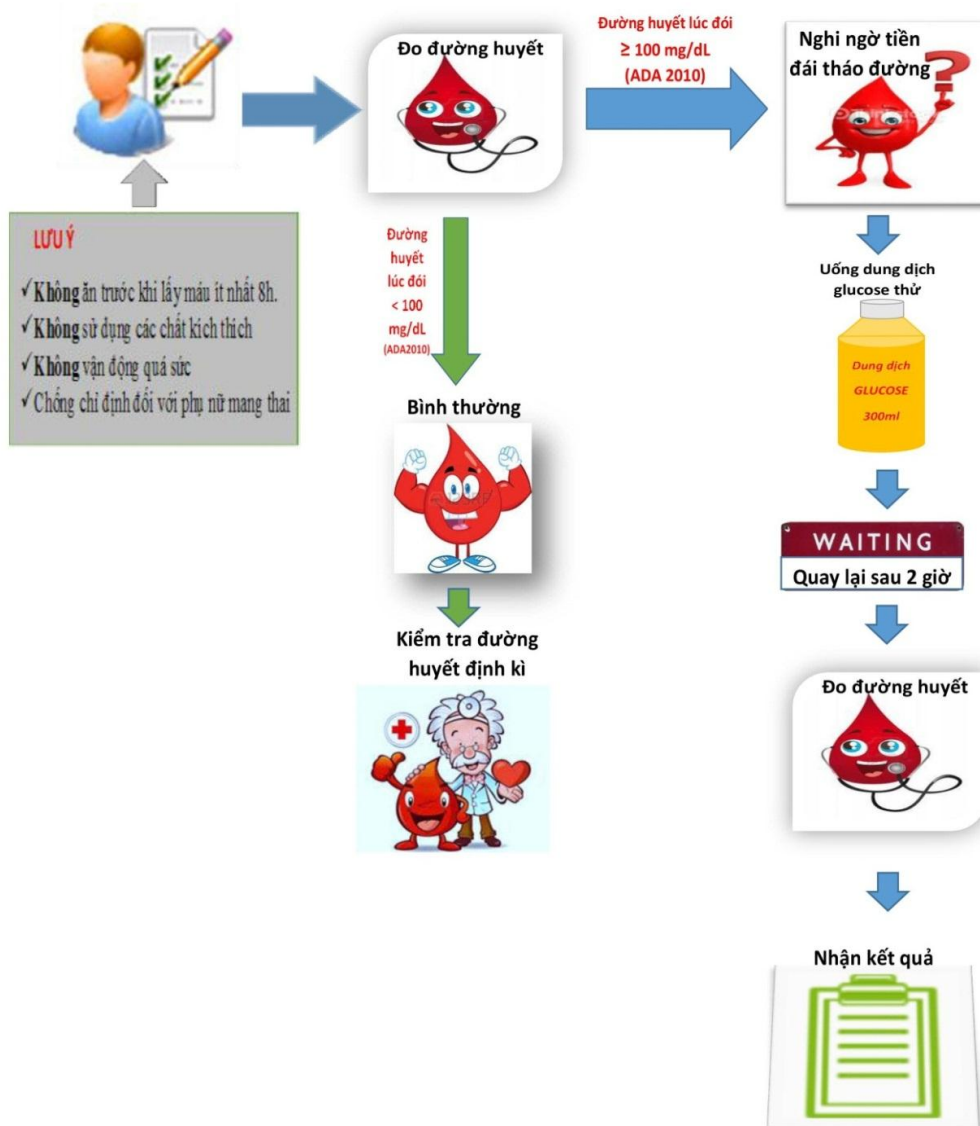 Đo đường huyết
Đường huyết lúc đói
≥ 100 mg/dL
(ADA 2010)
Nghi ngờ tiền
đái tháo đường
LƯU Ý
✓Không ăn trước khi lấy máu ít nhất 8h.
✓Không sử dụng các chất kích thích
✓Không vận động quá sức
✓Chống chỉ định đối với phụ nữ mang thai
Đường
huyết
lúc đói
< 100
mg/dL
(ADA2010)
Uống dung dịch
glucose thử
Dung dịch
GLUCOSE
300ml
Bình thường
WAITING
Quay lại sau 2 giờ
Kiểm tra đường
huyết định kì
Đo đường huyết
Nhận kết quả